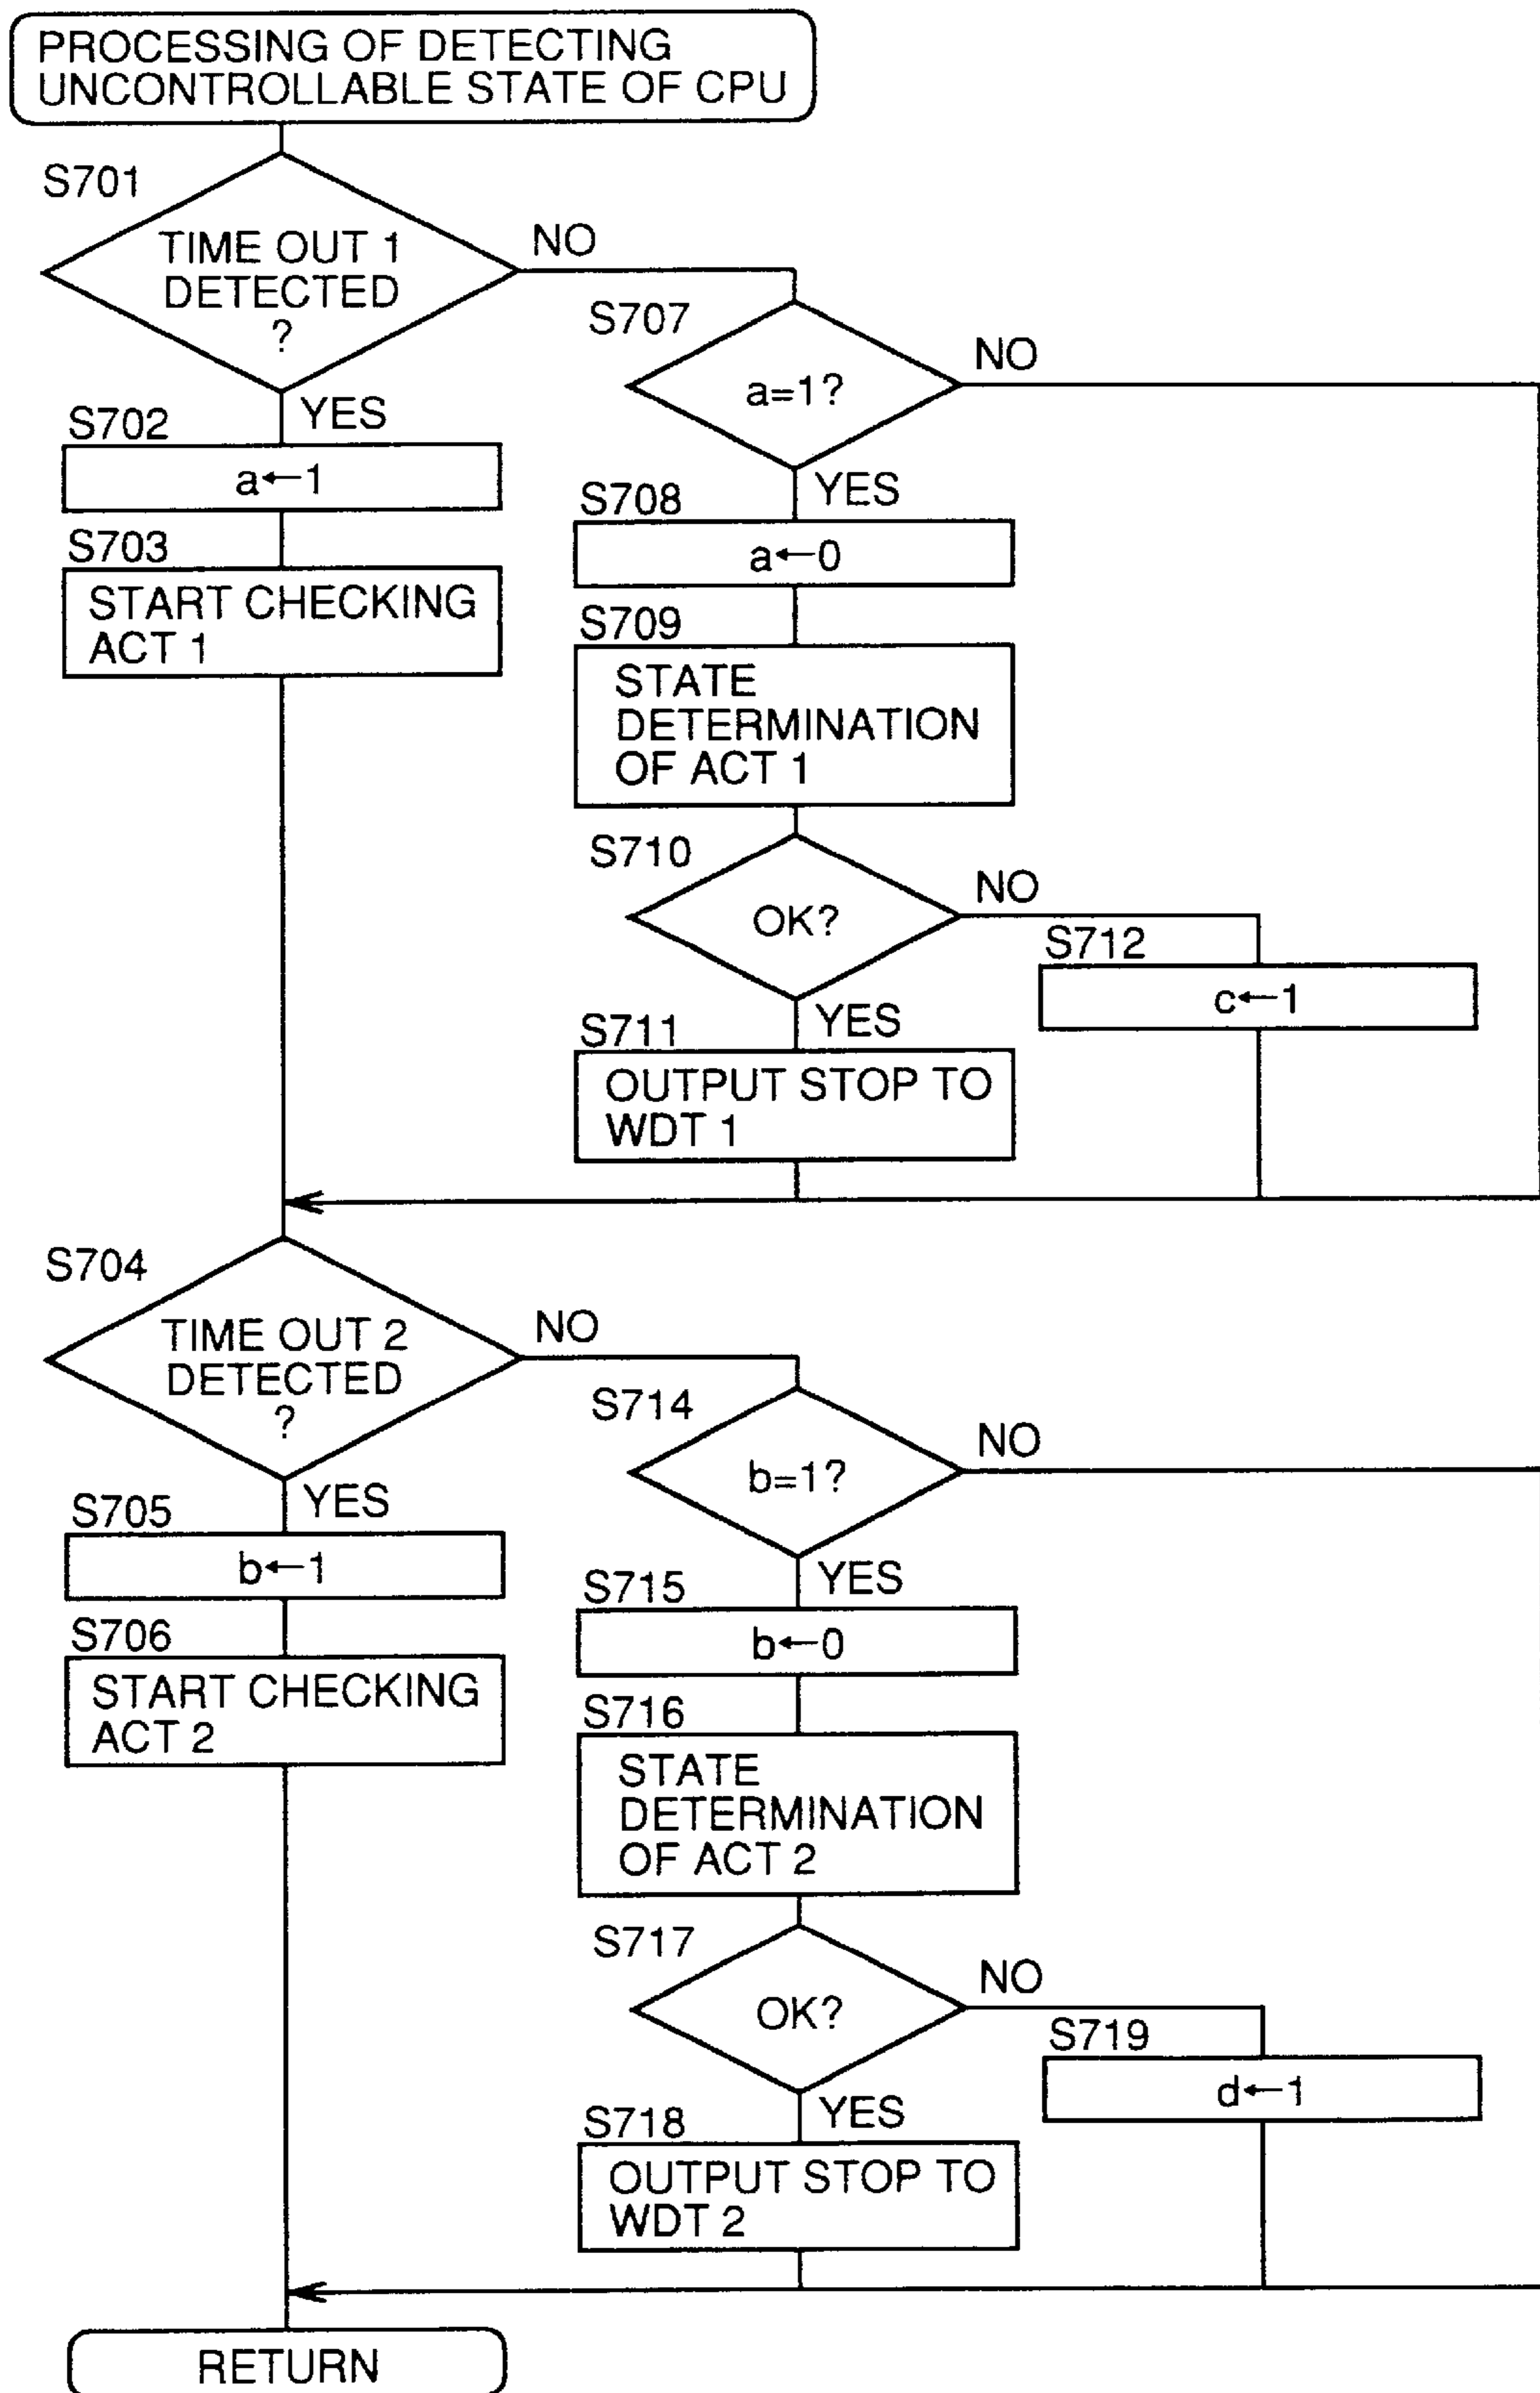 PROCESSING OF DETECTING
UNCONTROLLABLE STATE OF CPU
S701
TIME OUT 1
DETECTED
?
NO
YES
S702
a←1
S703
START CHECKING
ACT 1
S707
a=1?
NO
YES
S708
a←0
S709
STATE
DETERMINATION
OF ACT 1
S710
OK?
NO
S712
c←1
YES
S711
OUTPUT STOP TO
WDT 1
S704
TIME OUT 2
DETECTED
?
NO
YES
S705
b←1
S706
START CHECKING
ACT 2
S714
b=1?
NO
YES
S715
b←0
S716
STATE
DETERMINATION
OF ACT 2
S717
OK?
NO
S719
d←1
YES
S718
OUTPUT STOP TO
WDT 2
RETURN